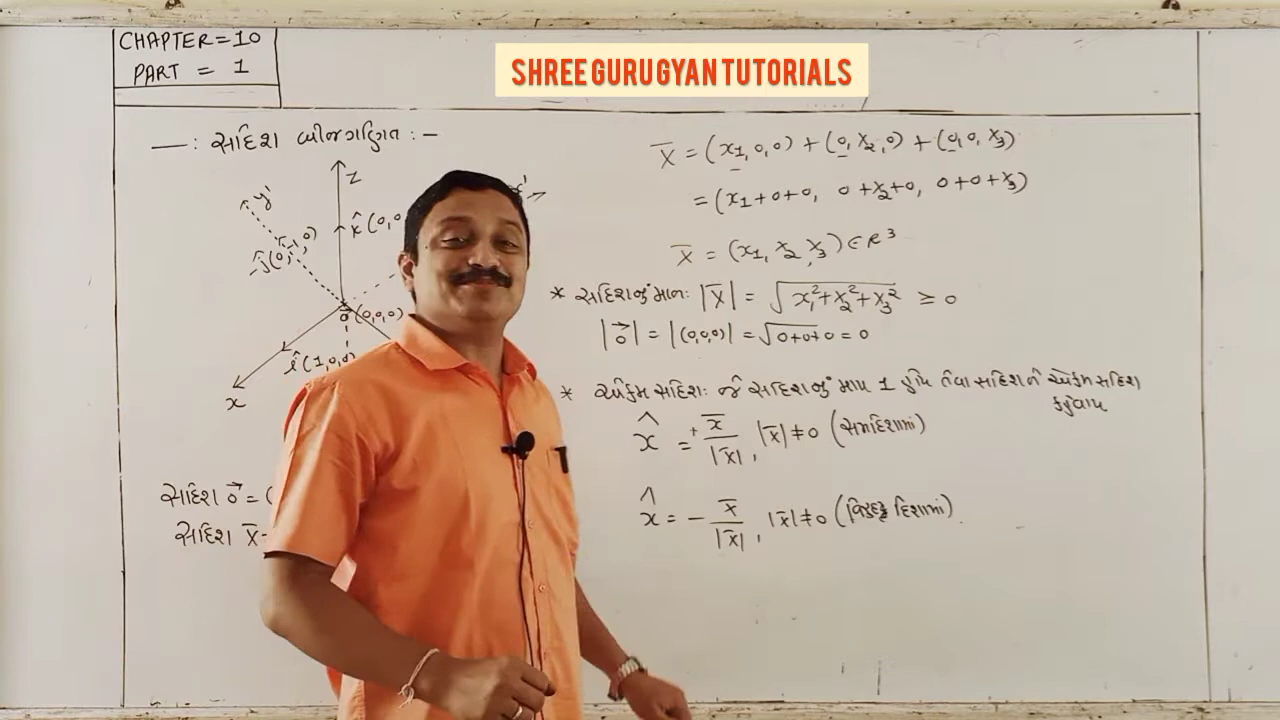 CHAPTER=10
PART = 1
SHREE GURU GYAN TUTORIALS
—: સદિશ બીજગણિત :—
z
y'
x'
k̂ (0,0
-ĵ(0,-1,0)
o (0,0,0)
î (1,0,0)
x
સદિશ o⃗ = (
સદિશ x̄ =
x̄ = (x₁,0,0) + (0,x₂,0) + (0,0,x₃)
= (x₁+0+0, 0+x₂+0, 0+0+x₃)
x̄ = (x₁, x₂, x₃) ∈ R³
* સદિશનું માન: |x̄| = √x₁²+x₂²+x₃² ≥ 0
|o⃗| = |(0,0,0)| = √0+0+0 = 0
* એકમ સદિશ: જે સદિશનું માપ 1 હોય તેવા સદિશને એકમ સદિશ
કહેવાય
x̂ = + x̄/|x̄|, |x̄| ≠ 0 (સમદિશામાં)
x̂ = - x̄/|x̄|, |x̄| ≠ 0 (વિરુદ્ધ દિશામાં)